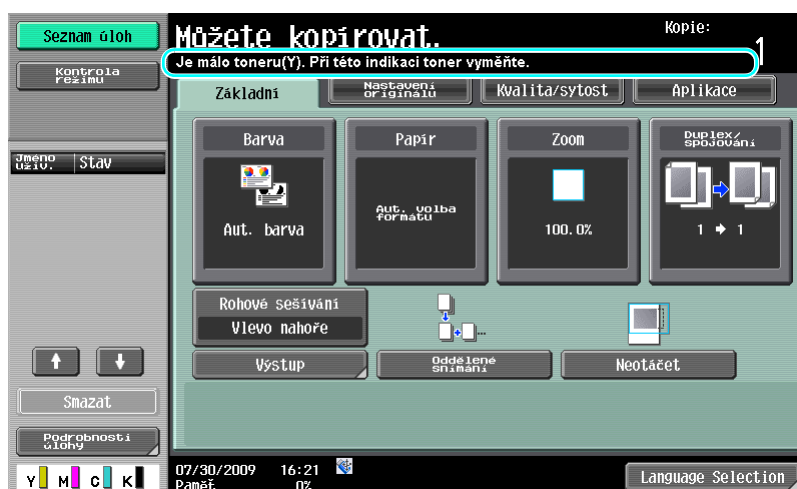 Seznam úloh
Můžete kopírovat.
Kopie:
1
Je málo toneru(Y). Při této indikaci toner vyměňte.
Kontrola
režimu
Základní
Nastavení
originálu
Kvalita/sytost
Aplikace
Barva
Papír
Zoom
Duplex/
spojování
Jméno
uživ.
Stav
Aut. barva
Aut. volba
formátu
100.0%
1 → 1
Rohové sešívání
Vlevo nahoře
Výstup
Oddělené
snímání
Neotáčet
Smazat
Podrobnosti
úlohy
07/30/2009 16:21
Paměť 0%
Language Selection
Y M C K